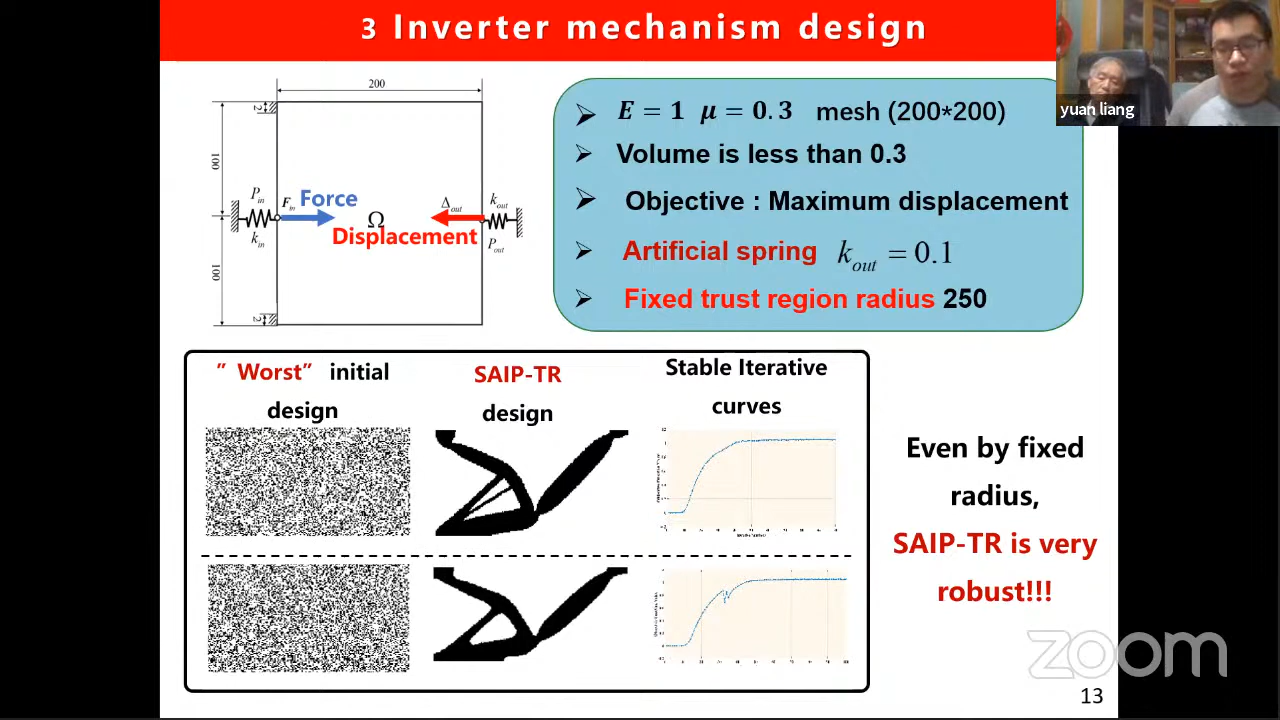 3 Inverter mechanism design
yuan liang
200
2
100
100
2
P_in
F_in
Force
k_in
Ω
Δ_out
k_out
Displacement
P_out
E = 1 μ = 0.3 mesh (200*200)
Volume is less than 0.3
Objective : Maximum displacement
Artificial spring k_out = 0.1
Fixed trust region radius 250
”Worst” initial
design
SAIP-TR
design
Stable Iterative
curves
Even by fixed
radius,
SAIP-TR is very
robust!!!
zoom
13